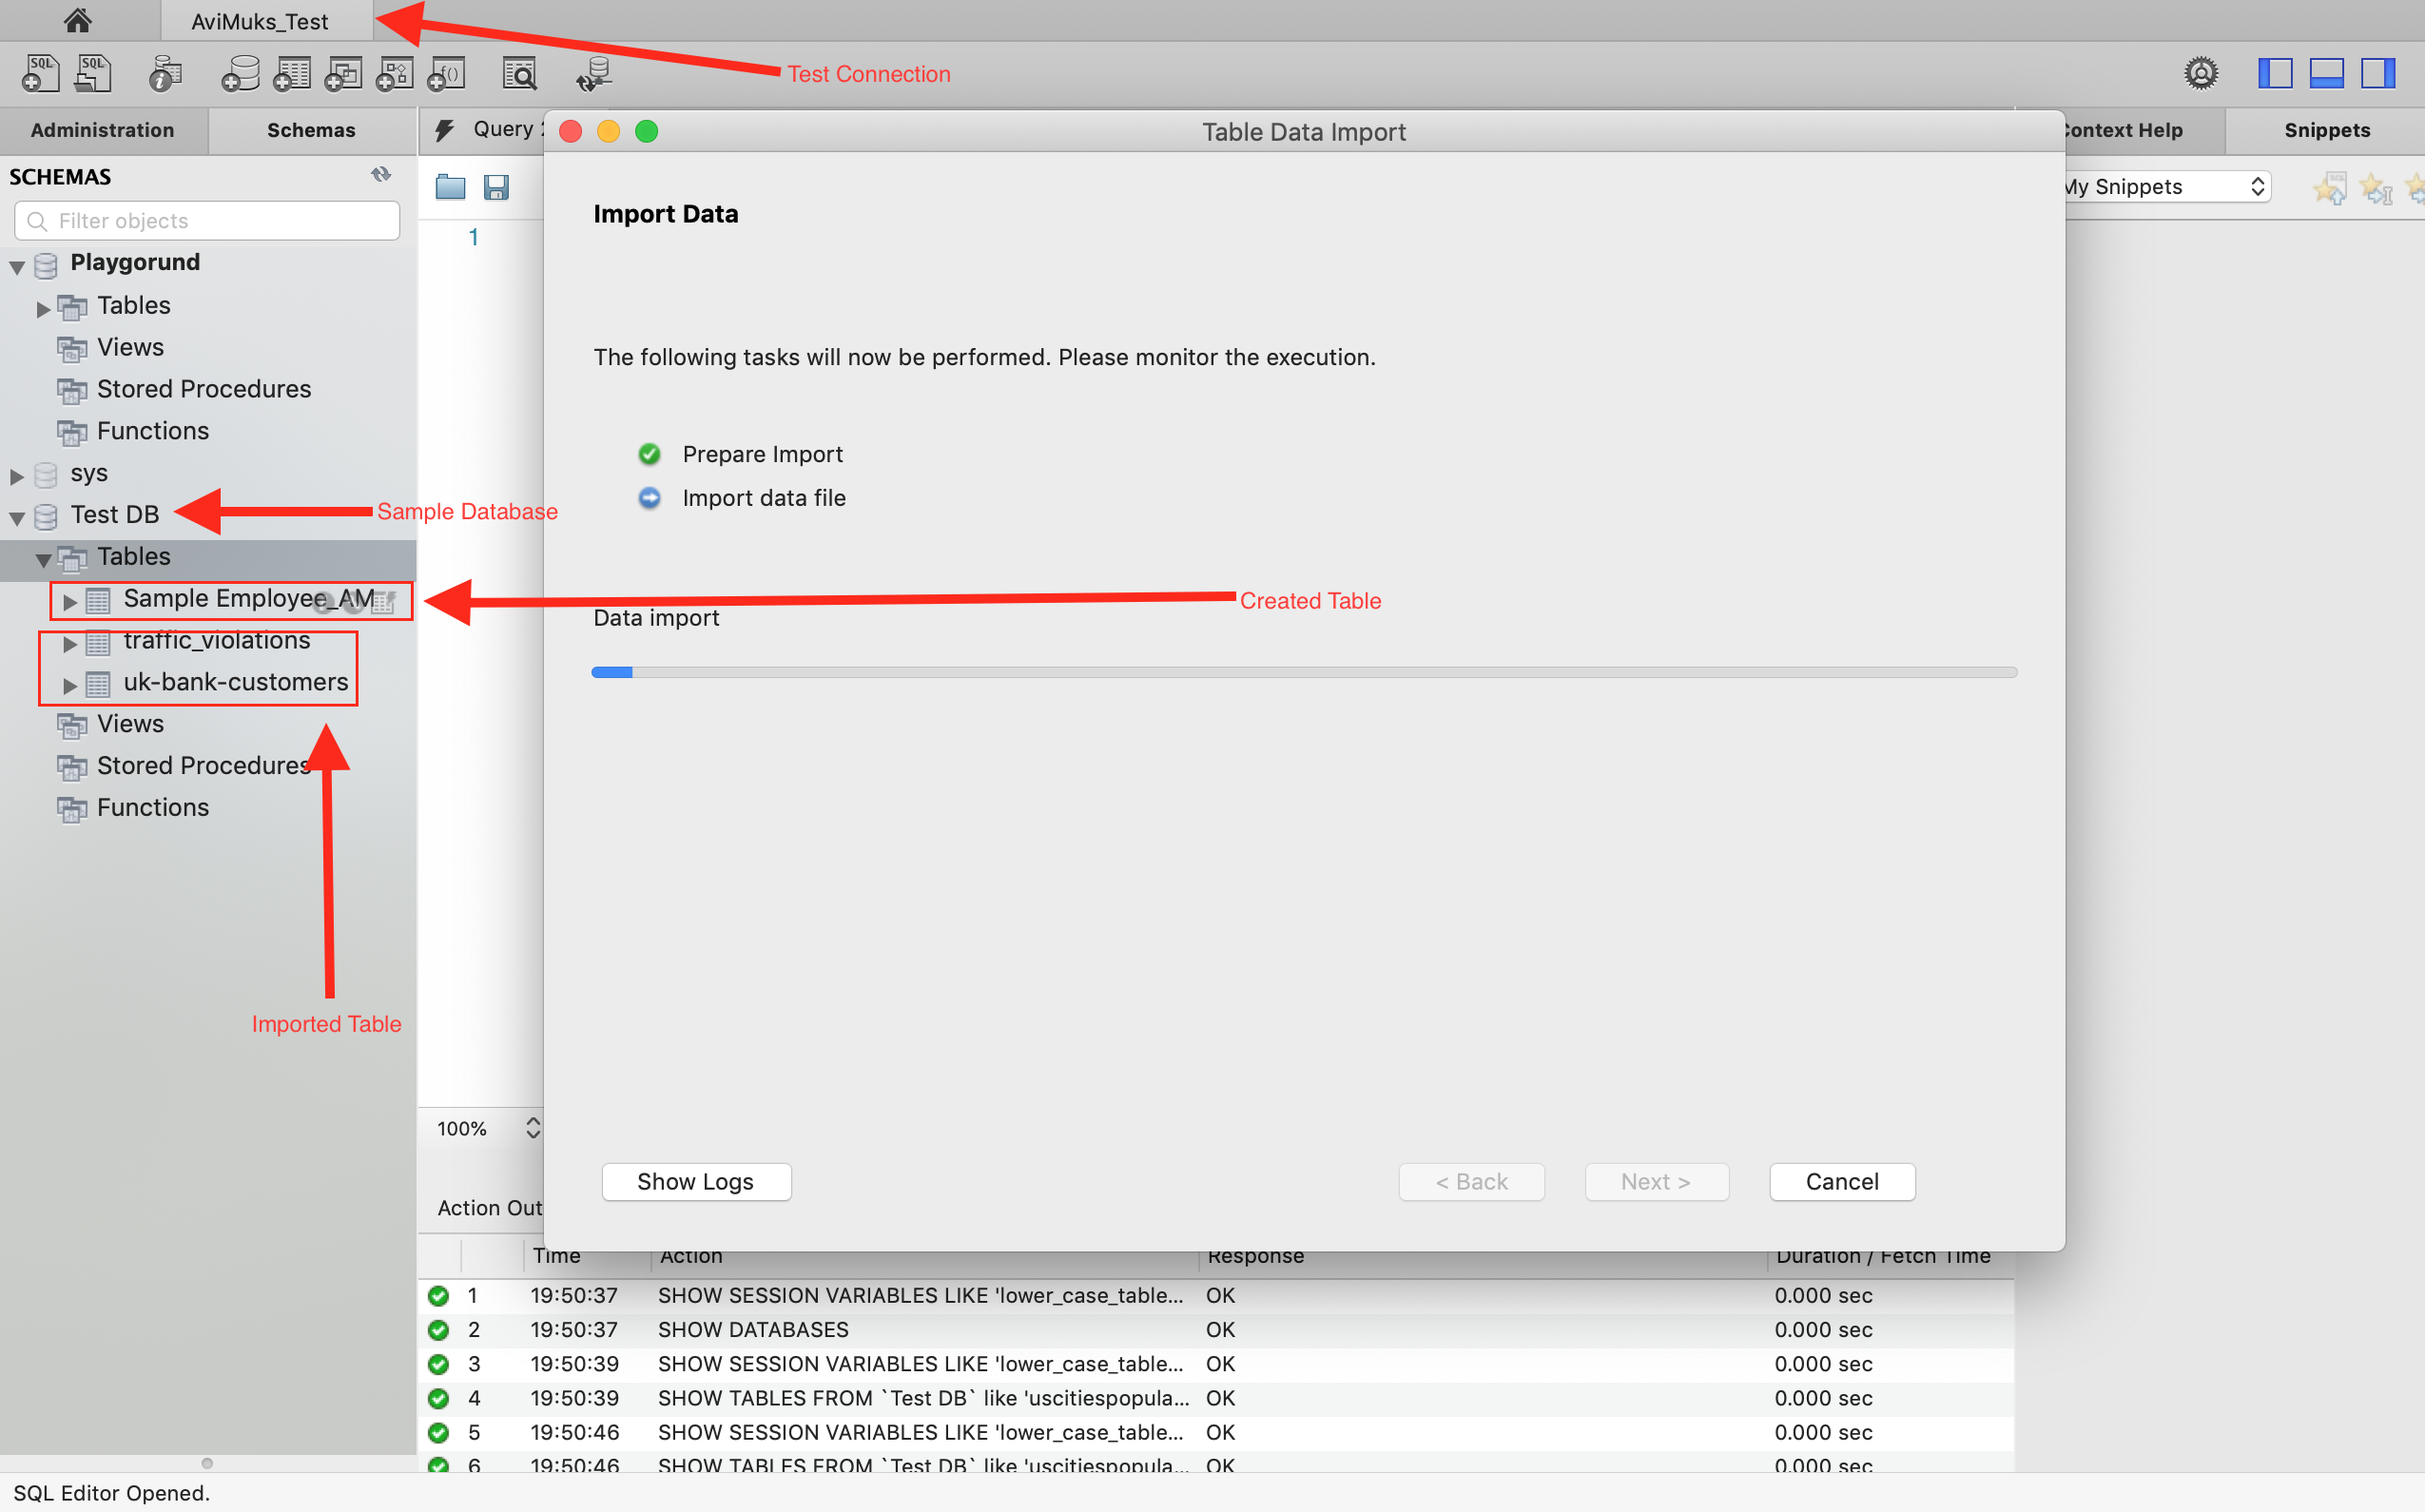 AviMuks_Test
Test Connection
SQL SQL
Administration Schemas
Query
Table Data Import
Context Help Snippets
SCHEMAS
Filter objects
1
My Snippets
Import Data
Playgorund
Tables
Views
Stored Procedures
Functions
sys
Test DB
Sample Database
Tables
Sample Employee_AM
traffic_violations
uk-bank-customers
Views
Stored Procedures
Functions
Imported Table
The following tasks will now be performed. Please monitor the execution.
Prepare Import
Import data file
Created Table
Data import
100%
Show Logs < Back Next > Cancel
Action Out
Time Action Response Duration / Fetch Time
1 19:50:37 SHOW SESSION VARIABLES LIKE 'lower_case_table... OK 0.000 sec
2 19:50:37 SHOW DATABASES OK 0.000 sec
3 19:50:39 SHOW SESSION VARIABLES LIKE 'lower_case_table... OK 0.000 sec
4 19:50:39 SHOW TABLES FROM `Test DB` like 'uscitiespopula... OK 0.000 sec
5 19:50:46 SHOW SESSION VARIABLES LIKE 'lower_case_table... OK 0.000 sec
6 19:50:46 SHOW TABLES FROM `Test DB` like 'uscitiespopula... OK 0.000 sec
SQL Editor Opened.